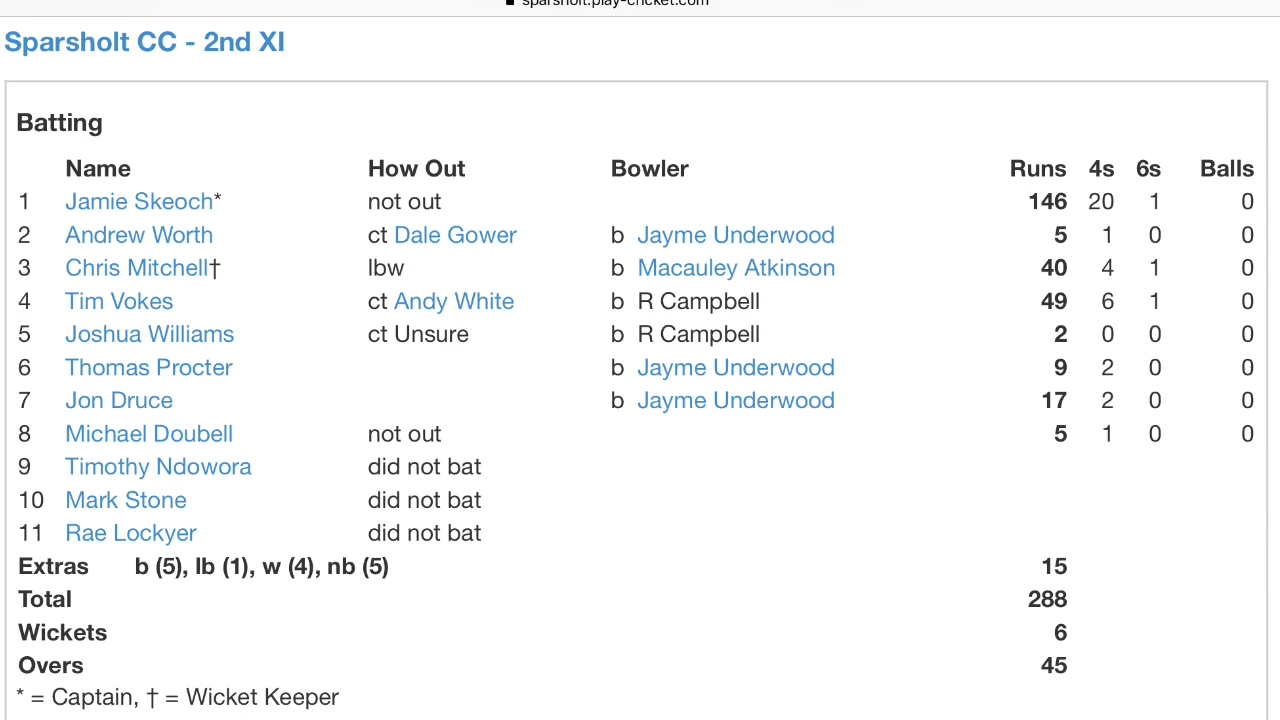 sparsholt.play-cricket.com
Sparsholt CC - 2nd XI
Batting
Name How Out Bowler Runs 4s 6s Balls
1 Jamie Skeoch* not out 146 20 1 0
2 Andrew Worth ct Dale Gower b Jayme Underwood 5 1 0 0
3 Chris Mitchell† lbw b Macauley Atkinson 40 4 1 0
4 Tim Vokes ct Andy White b R Campbell 49 6 1 0
5 Joshua Williams ct Unsure b R Campbell 2 0 0 0
6 Thomas Procter b Jayme Underwood 9 2 0 0
7 Jon Druce b Jayme Underwood 17 2 0 0
8 Michael Doubell not out 5 1 0 0
9 Timothy Ndowora did not bat
10 Mark Stone did not bat
11 Rae Lockyer did not bat
Extras b (5), lb (1), w (4), nb (5) 15
Total 288
Wickets 6
Overs 45
* = Captain, † = Wicket Keeper